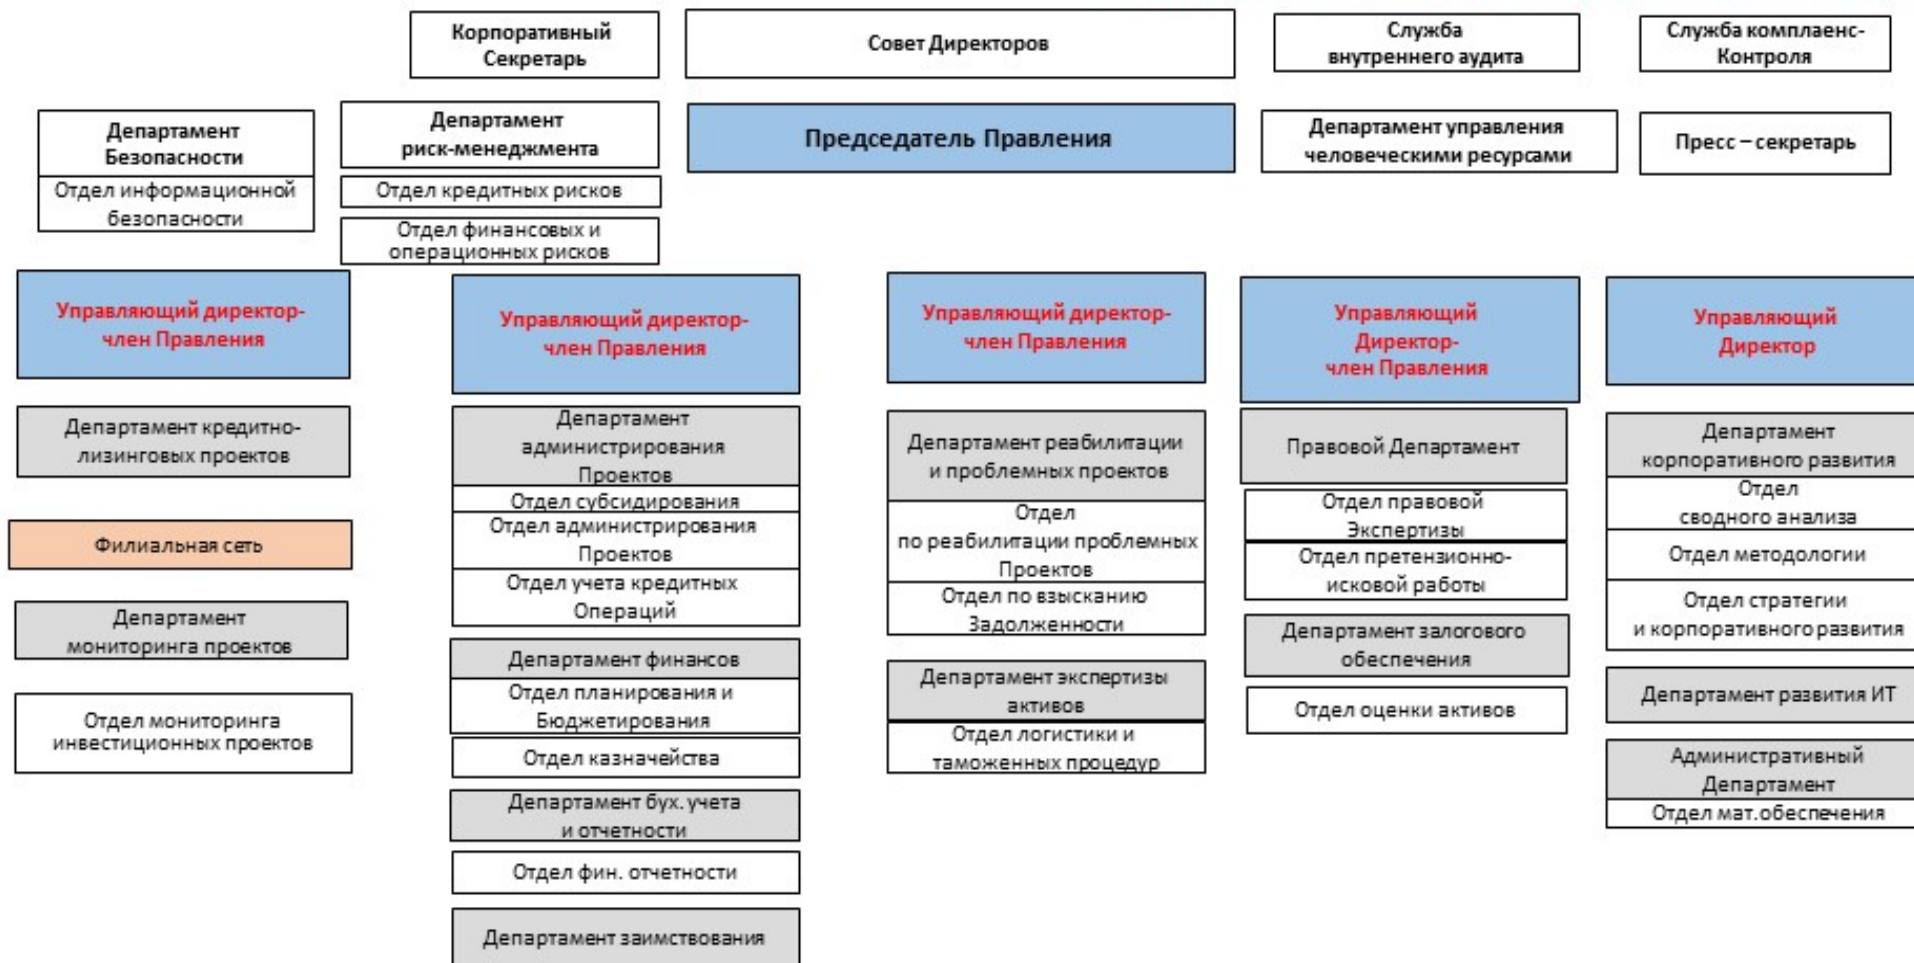 Корпоративный
Секретарь
Совет Директоров
Служба
внутреннего аудита
Служба комплаенс-
Контроля
Департамент
Безопасности
Отдел информационной
безопасности
Департамент
риск-менеджмента
Отдел кредитных рисков
Отдел финансовых и
операционных рисков
Председатель Правления
Департамент управления
человеческими ресурсами
Пресс – секретарь
Управляющий директор-
член Правления
Департамент кредитно-
лизинговых проектов
Филиальная сеть
Департамент
мониторинга проектов
Отдел мониторинга
инвестиционных проектов
Управляющий директор-
член Правления
Департамент
администрирования
Проектов
Отдел субсидирования
Отдел администрирования
Проектов
Отдел учета кредитных
Операций
Департамент финансов
Отдел планирования и
Бюджетирования
Отдел казначейства
Департамент бух. учета
и отчетности
Отдел фин. отчетности
Департамент заимствования
Управляющий директор-
член Правления
Департамент реабилитации
и проблемных проектов
Отдел
по реабилитации проблемных
Проектов
Отдел по взысканию
Задолженности
Департамент экспертизы
активов
Отдел логистики и
таможенных процедур
Управляющий
Директор-
член Правления
Правовой Департамент
Отдел правовой
Экспертизы
Отдел претензионно-
исковой работы
Департамент залогового
обеспечения
Отдел оценки активов
Управляющий
Директор
Департамент
корпоративного развития
Отдел
сводного анализа
Отдел методологии
Отдел стратегии
и корпоративного развития
Департамент развития ИТ
Административный
Департамент
Отдел мат.обеспечения